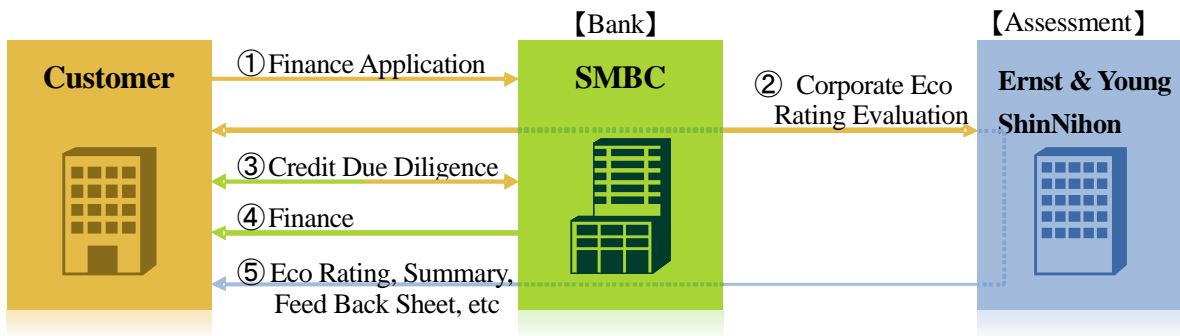 【Bank】
【Assessment】
Customer
①Finance Application
SMBC
② Corporate Eco
Rating Evaluation
Ernst & Young
ShinNihon
③Credit Due Diligence
④Finance
⑤Eco Rating, Summary,
Feed Back Sheet, etc